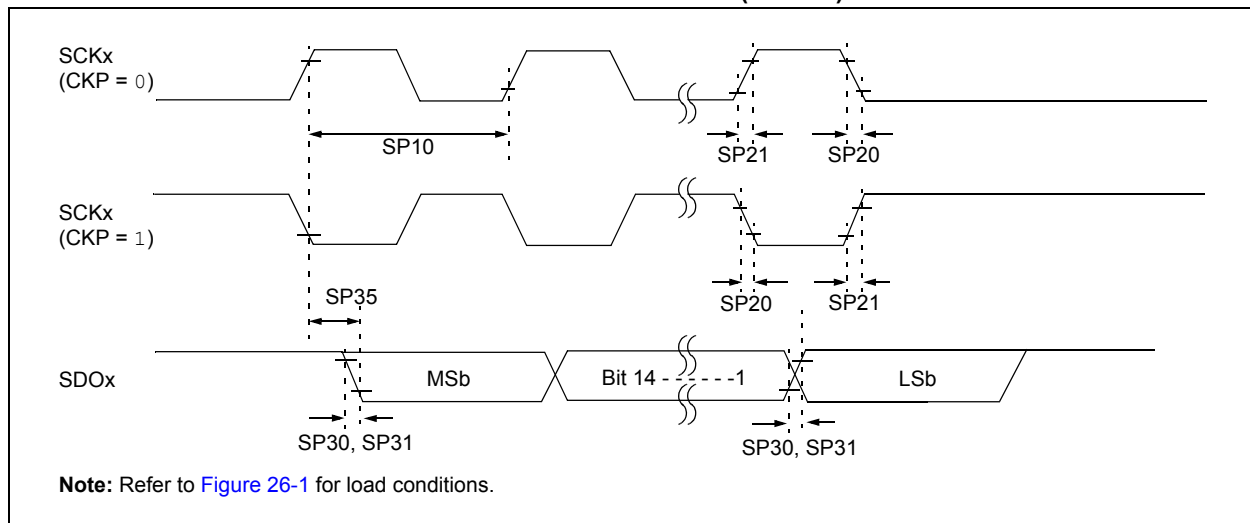 SCKx
(CKP = 0)
SP10
SP21
SP20
SCKx
(CKP = 1)
SP35
SP20
SP21
SDOx
MSb
Bit 14 - - - - - -1
LSb
SP30, SP31
SP30, SP31
Note: Refer to Figure 26-1 for load conditions.